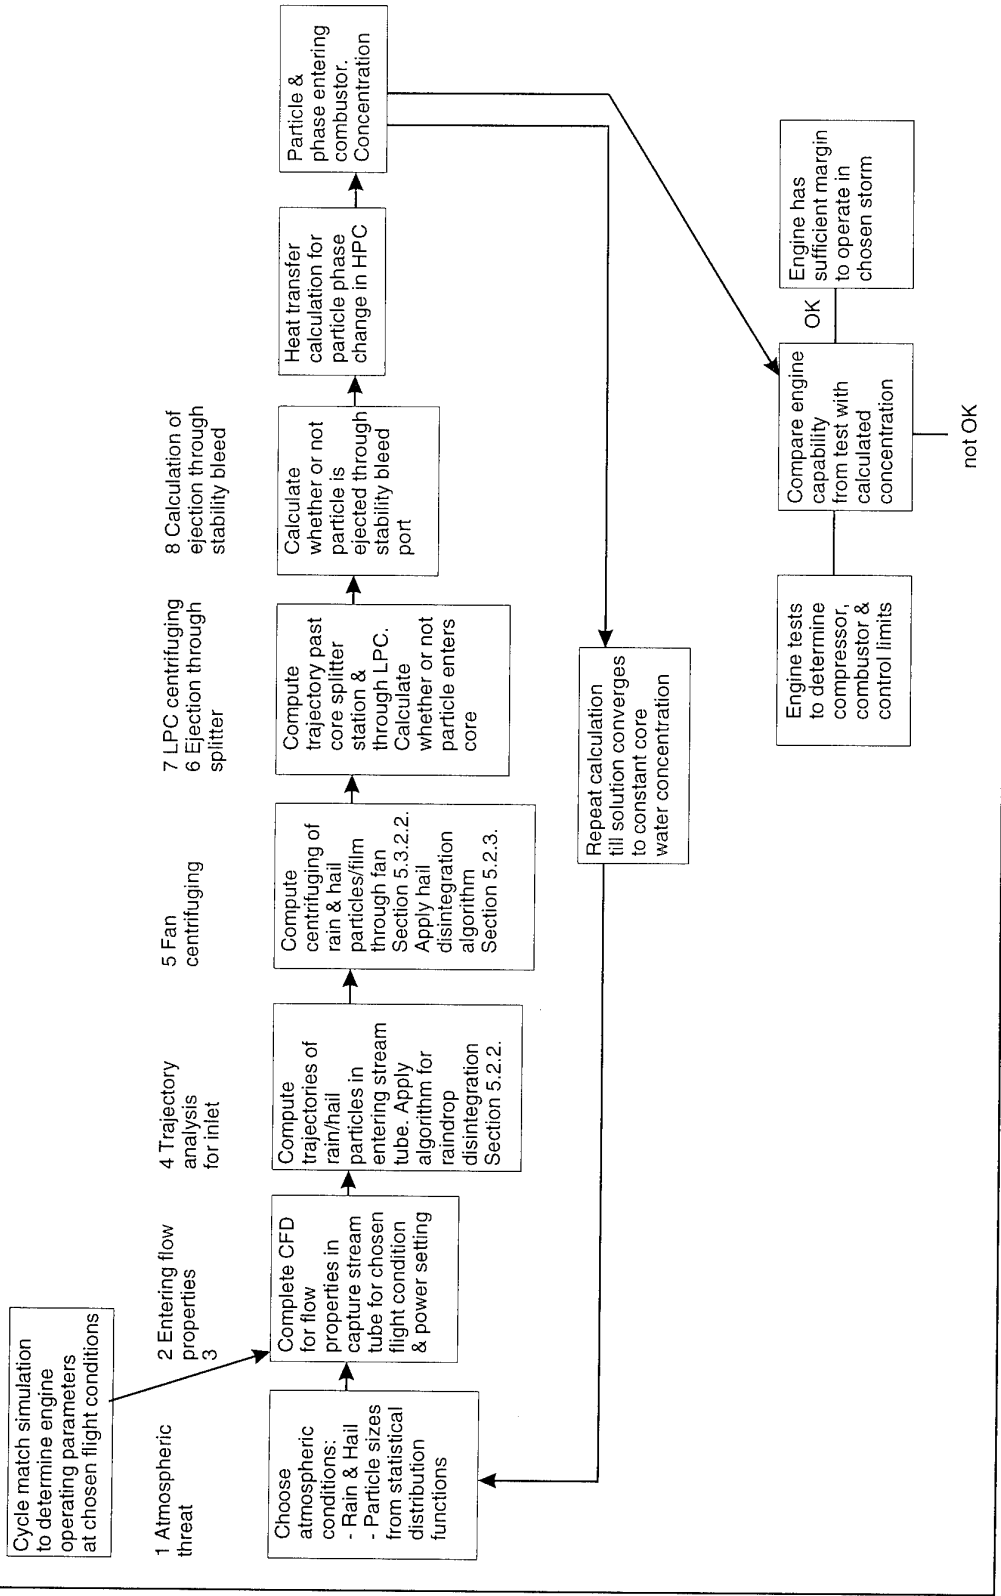 Cycle match simulation
to determine engine
operating parameters
at chosen flight conditions
1 Atmospheric
threat
2 Entering flow
properties
3
4 Trajectory
analysis
for inlet
5 Fan
centrifuging
7 LPC centrifuging
6 Ejection through
splitter
8 Calculation of
ejection through
stability bleed
Choose
atmospheric
conditions:
- Rain & Hail
- Particle sizes
from statistical
distribution
functions
Complete CFD
for flow
properties in
capture stream
tube for chosen
flight condition
& power setting
Compute
trajectories of
rain/hail
particles in
entering stream
tube. Apply
algorithm for
raindrop
disintegration
Section 5.2.2.
Compute
centrifuging of
rain & hail
particles/film
through fan
Section 5.3.2.2.
Apply hail
disintegration
algorithm
Section 5.2.3.
Compute
trajectory past
core splitter
station &
through LPC.
Calculate
whether or not
particle enters
core
Calculate
whether or not
particle is
ejected through
stability bleed
port
Heat transfer
calculation for
particle phase
change in HPC
Particle &
phase entering
combustor.
Concentration
Repeat calculation
till solution converges
to constant core
water concentration
Engine tests
to determine
compressor,
combustor &
control limits
Compare engine
capability
from test with
calculated
concentration
OK
Engine has
sufficient margin
to operate in
chosen storm
not OK